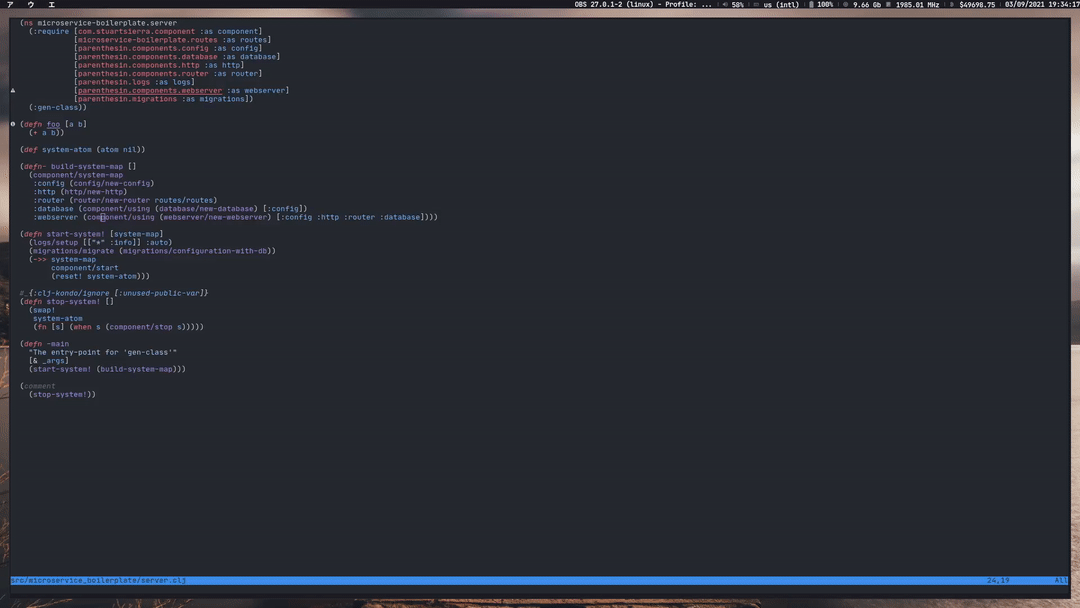 ア ウ エ OBS 27.0.1-2 (linux) - Profile: ... 58% us (intl) 100% 9.66 Gb 1985.01 MHz $49698.75 03/09/2021 19:34:17
(ns microservice-boilerplate.server
  (:require [com.stuartsierra.component :as component]
            [microservice-boilerplate.routes :as routes]
            [parenthesin.components.config :as config]
            [parenthesin.components.database :as database]
            [parenthesin.components.http :as http]
            [parenthesin.components.router :as router]
            [parenthesin.logs :as logs]
            [parenthesin.components.webserver :as webserver]
            [parenthesin.migrations :as migrations])
  (:gen-class))
(defn foo [a b]
  (+ a b))
(def system-atom (atom nil))
(defn- build-system-map []
  (component/system-map
   :config (config/new-config)
   :http (http/new-http)
   :router (router/new-router routes/routes)
   :database (component/using (database/new-database) [:config])
   :webserver (component/using (webserver/new-webserver) [:config :http :router :database])))
(defn start-system! [system-map]
  (logs/setup [["*" :info]] :auto)
  (migrations/migrate (migrations/configuration-with-db))
  (->> system-map
       component/start
       (reset! system-atom)))
#_{:clj-kondo/ignore [:unused-public-var]}
(defn stop-system! []
  (swap!
   system-atom
   (fn [s] (when s (component/stop s)))))
(defn -main
  "The entry-point for 'gen-class'"
  [& _args]
  (start-system! (build-system-map)))
(comment
  (stop-system!))
src/microservice_boilerplate/server.clj 24,19 All